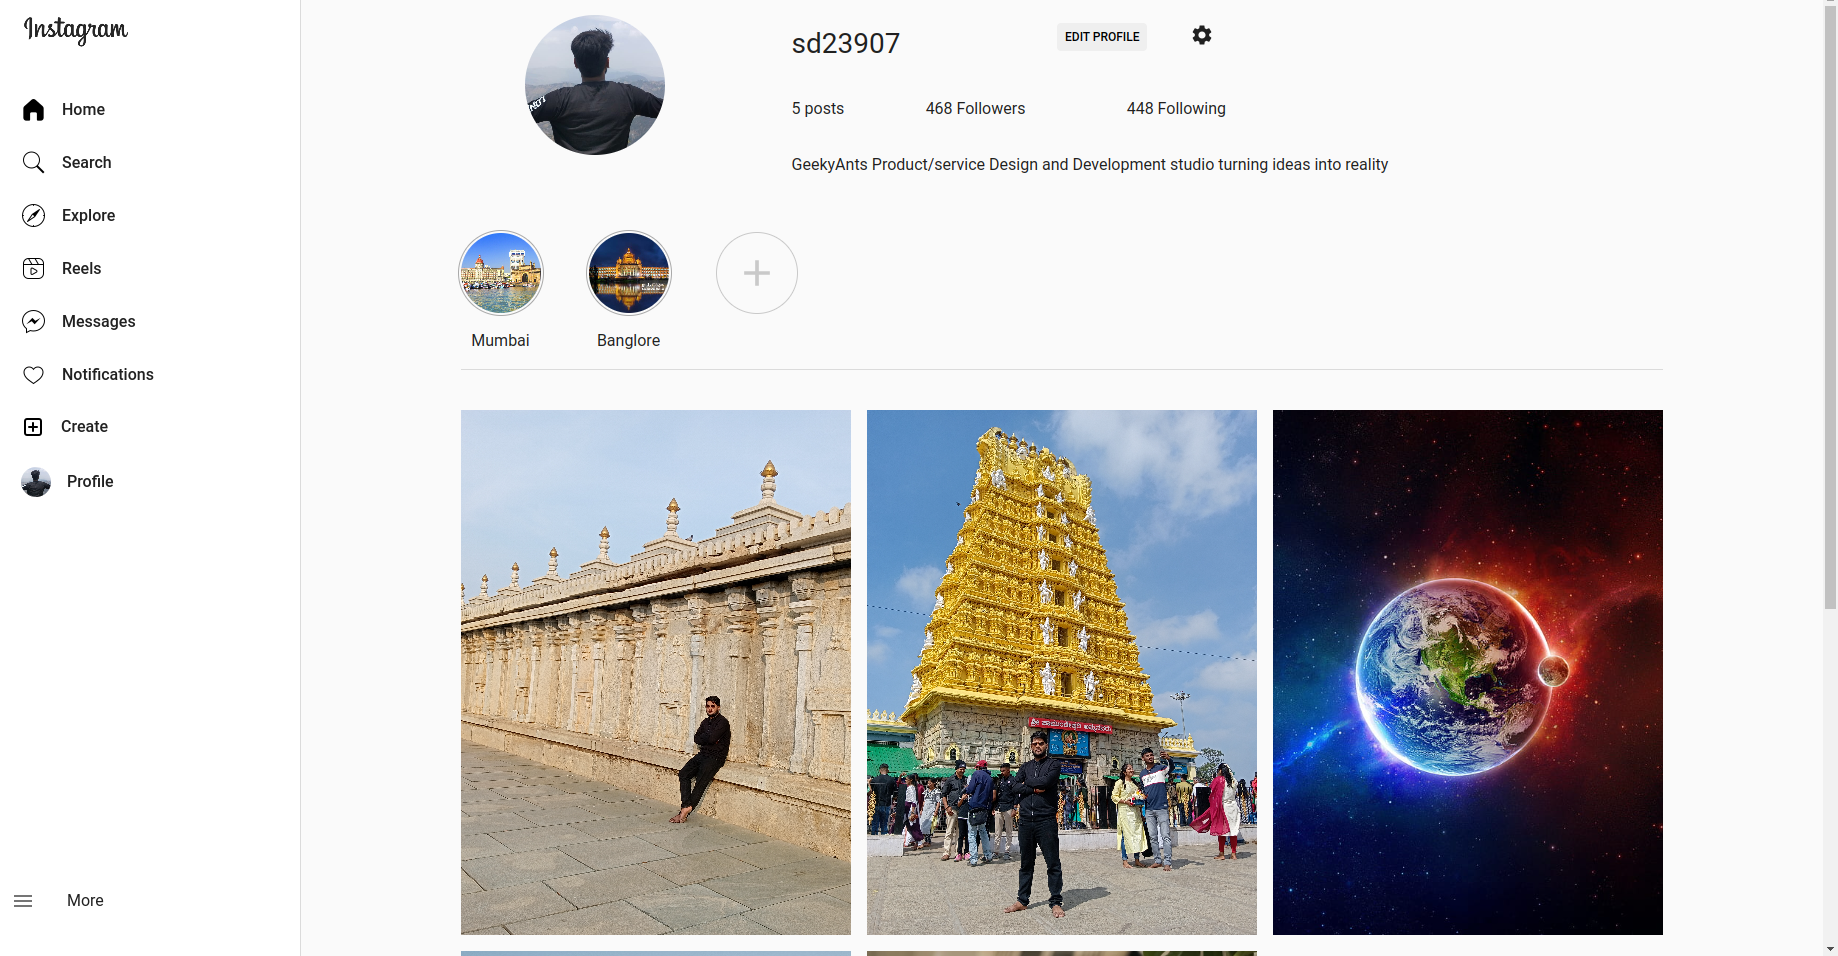 Instagram
Home
Search
Explore
Reels
Messages
Notifications
Create
Profile
More
sd23907
EDIT PROFILE
5 posts
468 Followers
448 Following
GeekyAnts Product/service Design and Development studio turning ideas into reality
Mumbai
Banglore